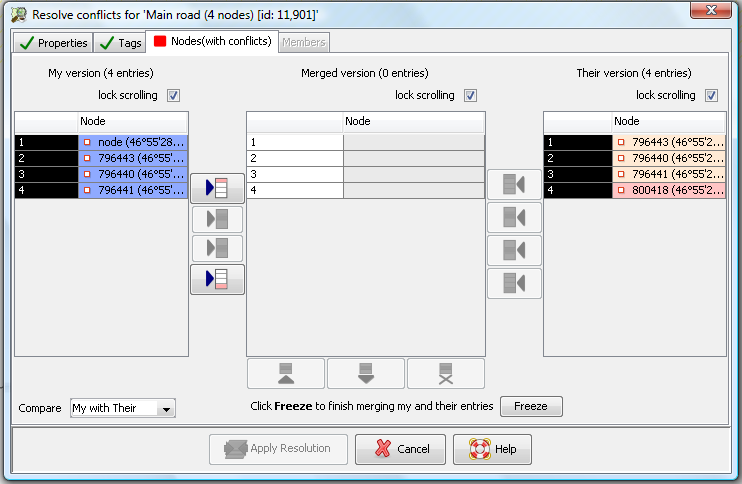 Resolve conflicts for 'Main road (4 nodes) [id: 11,901]'
Properties Tags Nodes(with conflicts) Members
My version (4 entries) Merged version (0 entries) Their version (4 entries)
lock scrolling lock scrolling lock scrolling
Node Node Node
1 node (46°55'28... 1 1 796443 (46°55'2...
2 796443 (46°55'... 2 2 796440 (46°55'2...
3 796440 (46°55'... 3 3 796441 (46°55'2...
4 796441 (46°55'... 4 4 800418 (46°55'2...
Compare My with Their Click Freeze to finish merging my and their entries Freeze
Apply Resolution Cancel Help